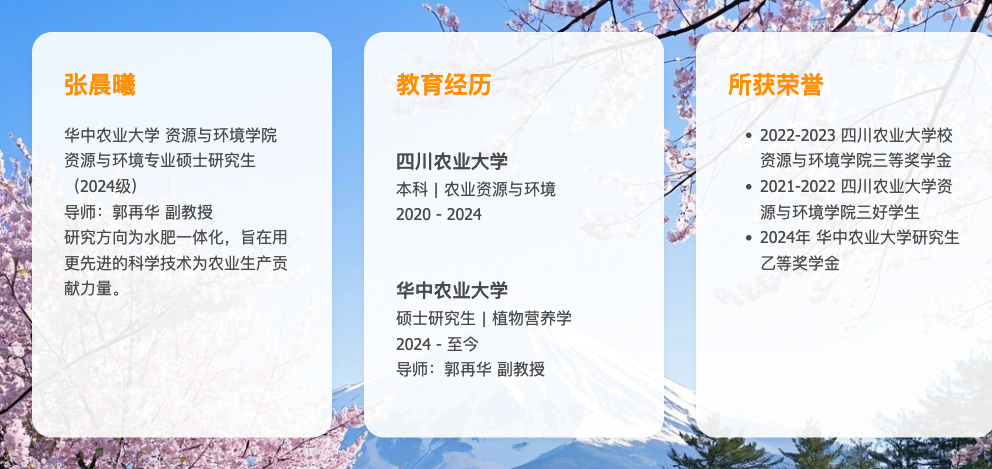 张晨曦
华中农业大学 资源与环境学院
资源与环境专业硕士研究生
（2024级）
导师：郭再华 副教授
研究方向为水肥一体化，旨在用
更先进的科学技术为农业生产贡
献力量。
教育经历
四川农业大学
本科 | 农业资源与环境
2020 - 2024
华中农业大学
硕士研究生 | 植物营养学
2024 - 至今
导师：郭再华 副教授
所获荣誉
• 2022-2023 四川农业大学校
资源与环境学院三等奖学金
• 2021-2022 四川农业大学资
源与环境学院三好学生
• 2024年 华中农业大学研究生
乙等奖学金